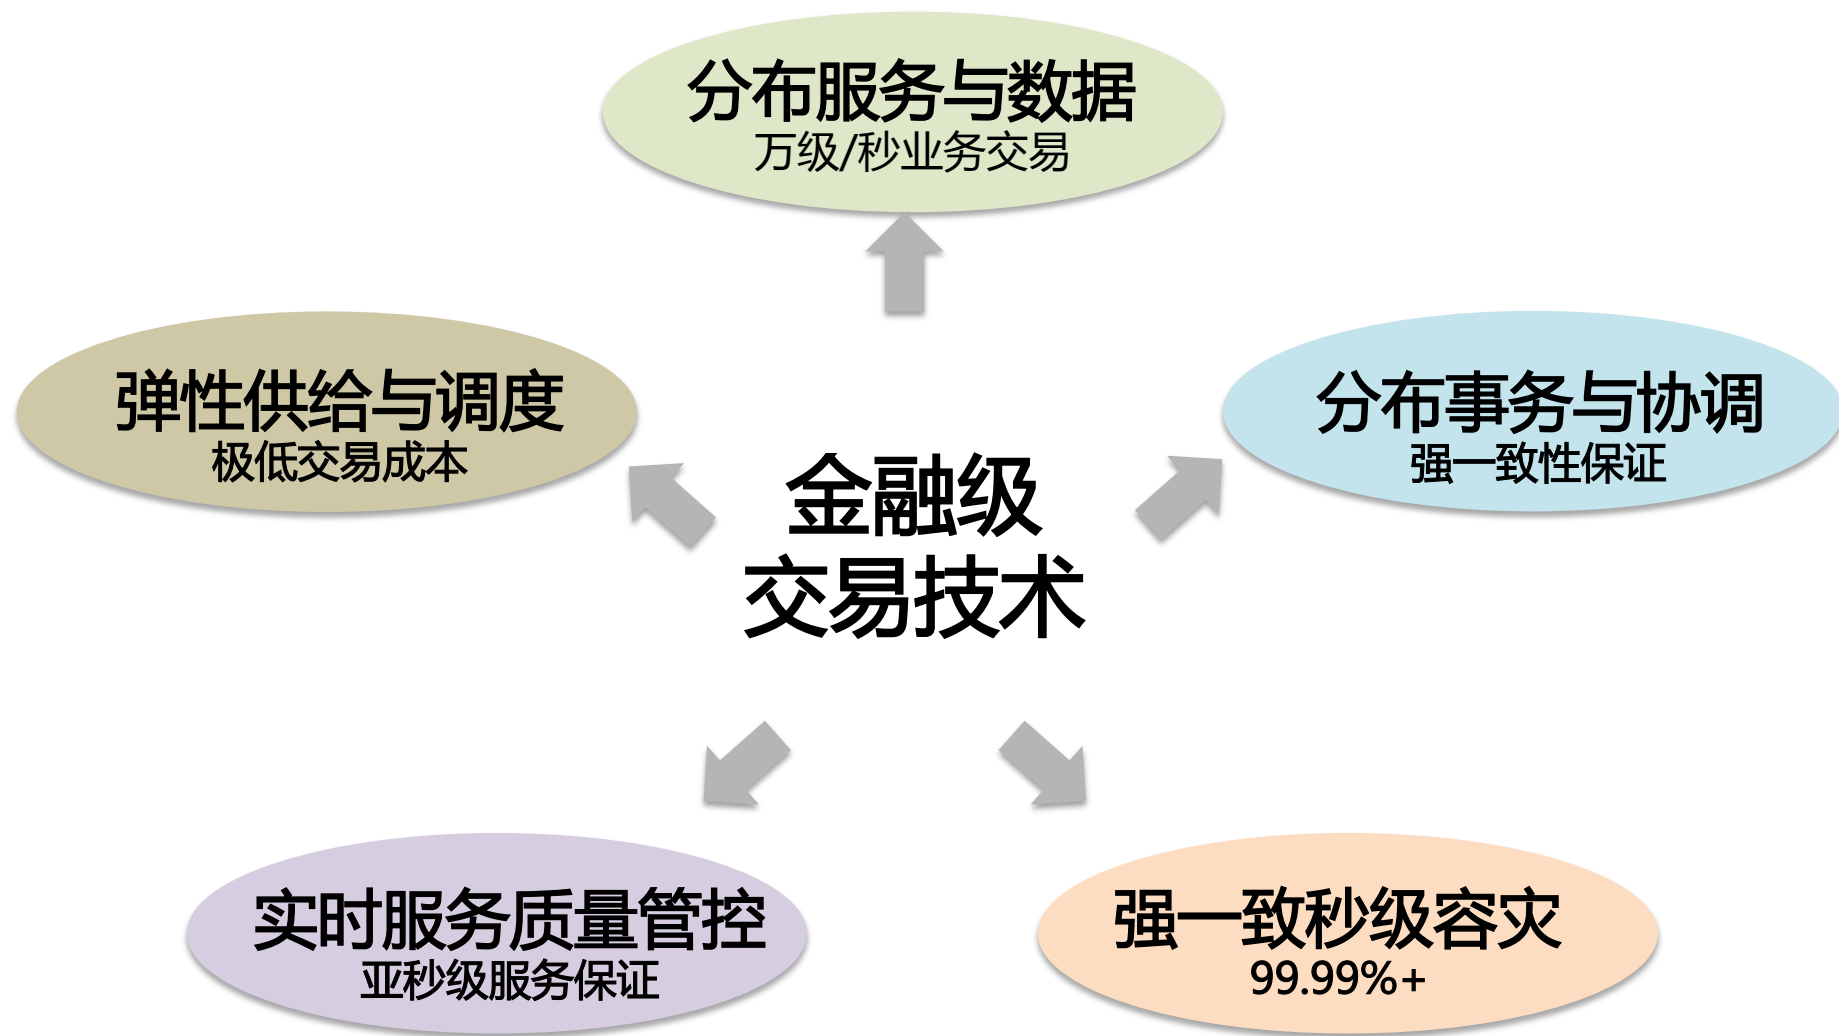 分布服务与数据
万级/秒业务交易
弹性供给与调度
极低交易成本
分布事务与协调
强一致性保证
金融级
交易技术
实时服务质量管控
亚秒级服务保证
强一致秒级容灾
99.99%+